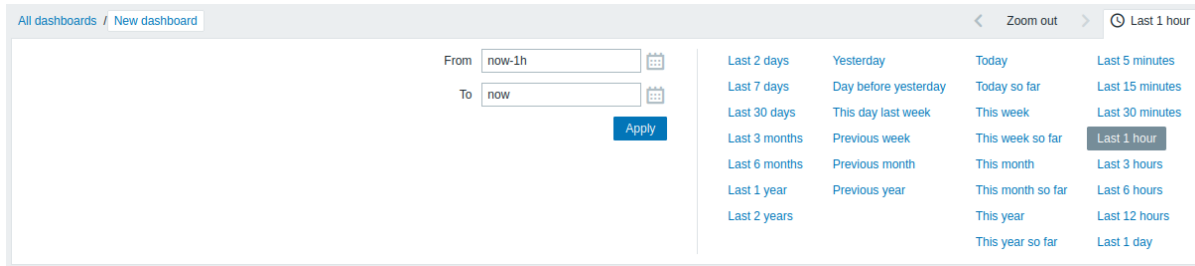 All dashboards / New dashboard
Zoom out
Last 1 hour
From now-1h
To now
Apply
Last 2 days Yesterday Today Last 5 minutes
Last 7 days Day before yesterday Today so far Last 15 minutes
Last 30 days This day last week This week Last 30 minutes
Last 3 months Previous week This week so far Last 1 hour
Last 6 months Previous month This month Last 3 hours
Last 1 year Previous year This month so far Last 6 hours
Last 2 years This year Last 12 hours
This year so far Last 1 day